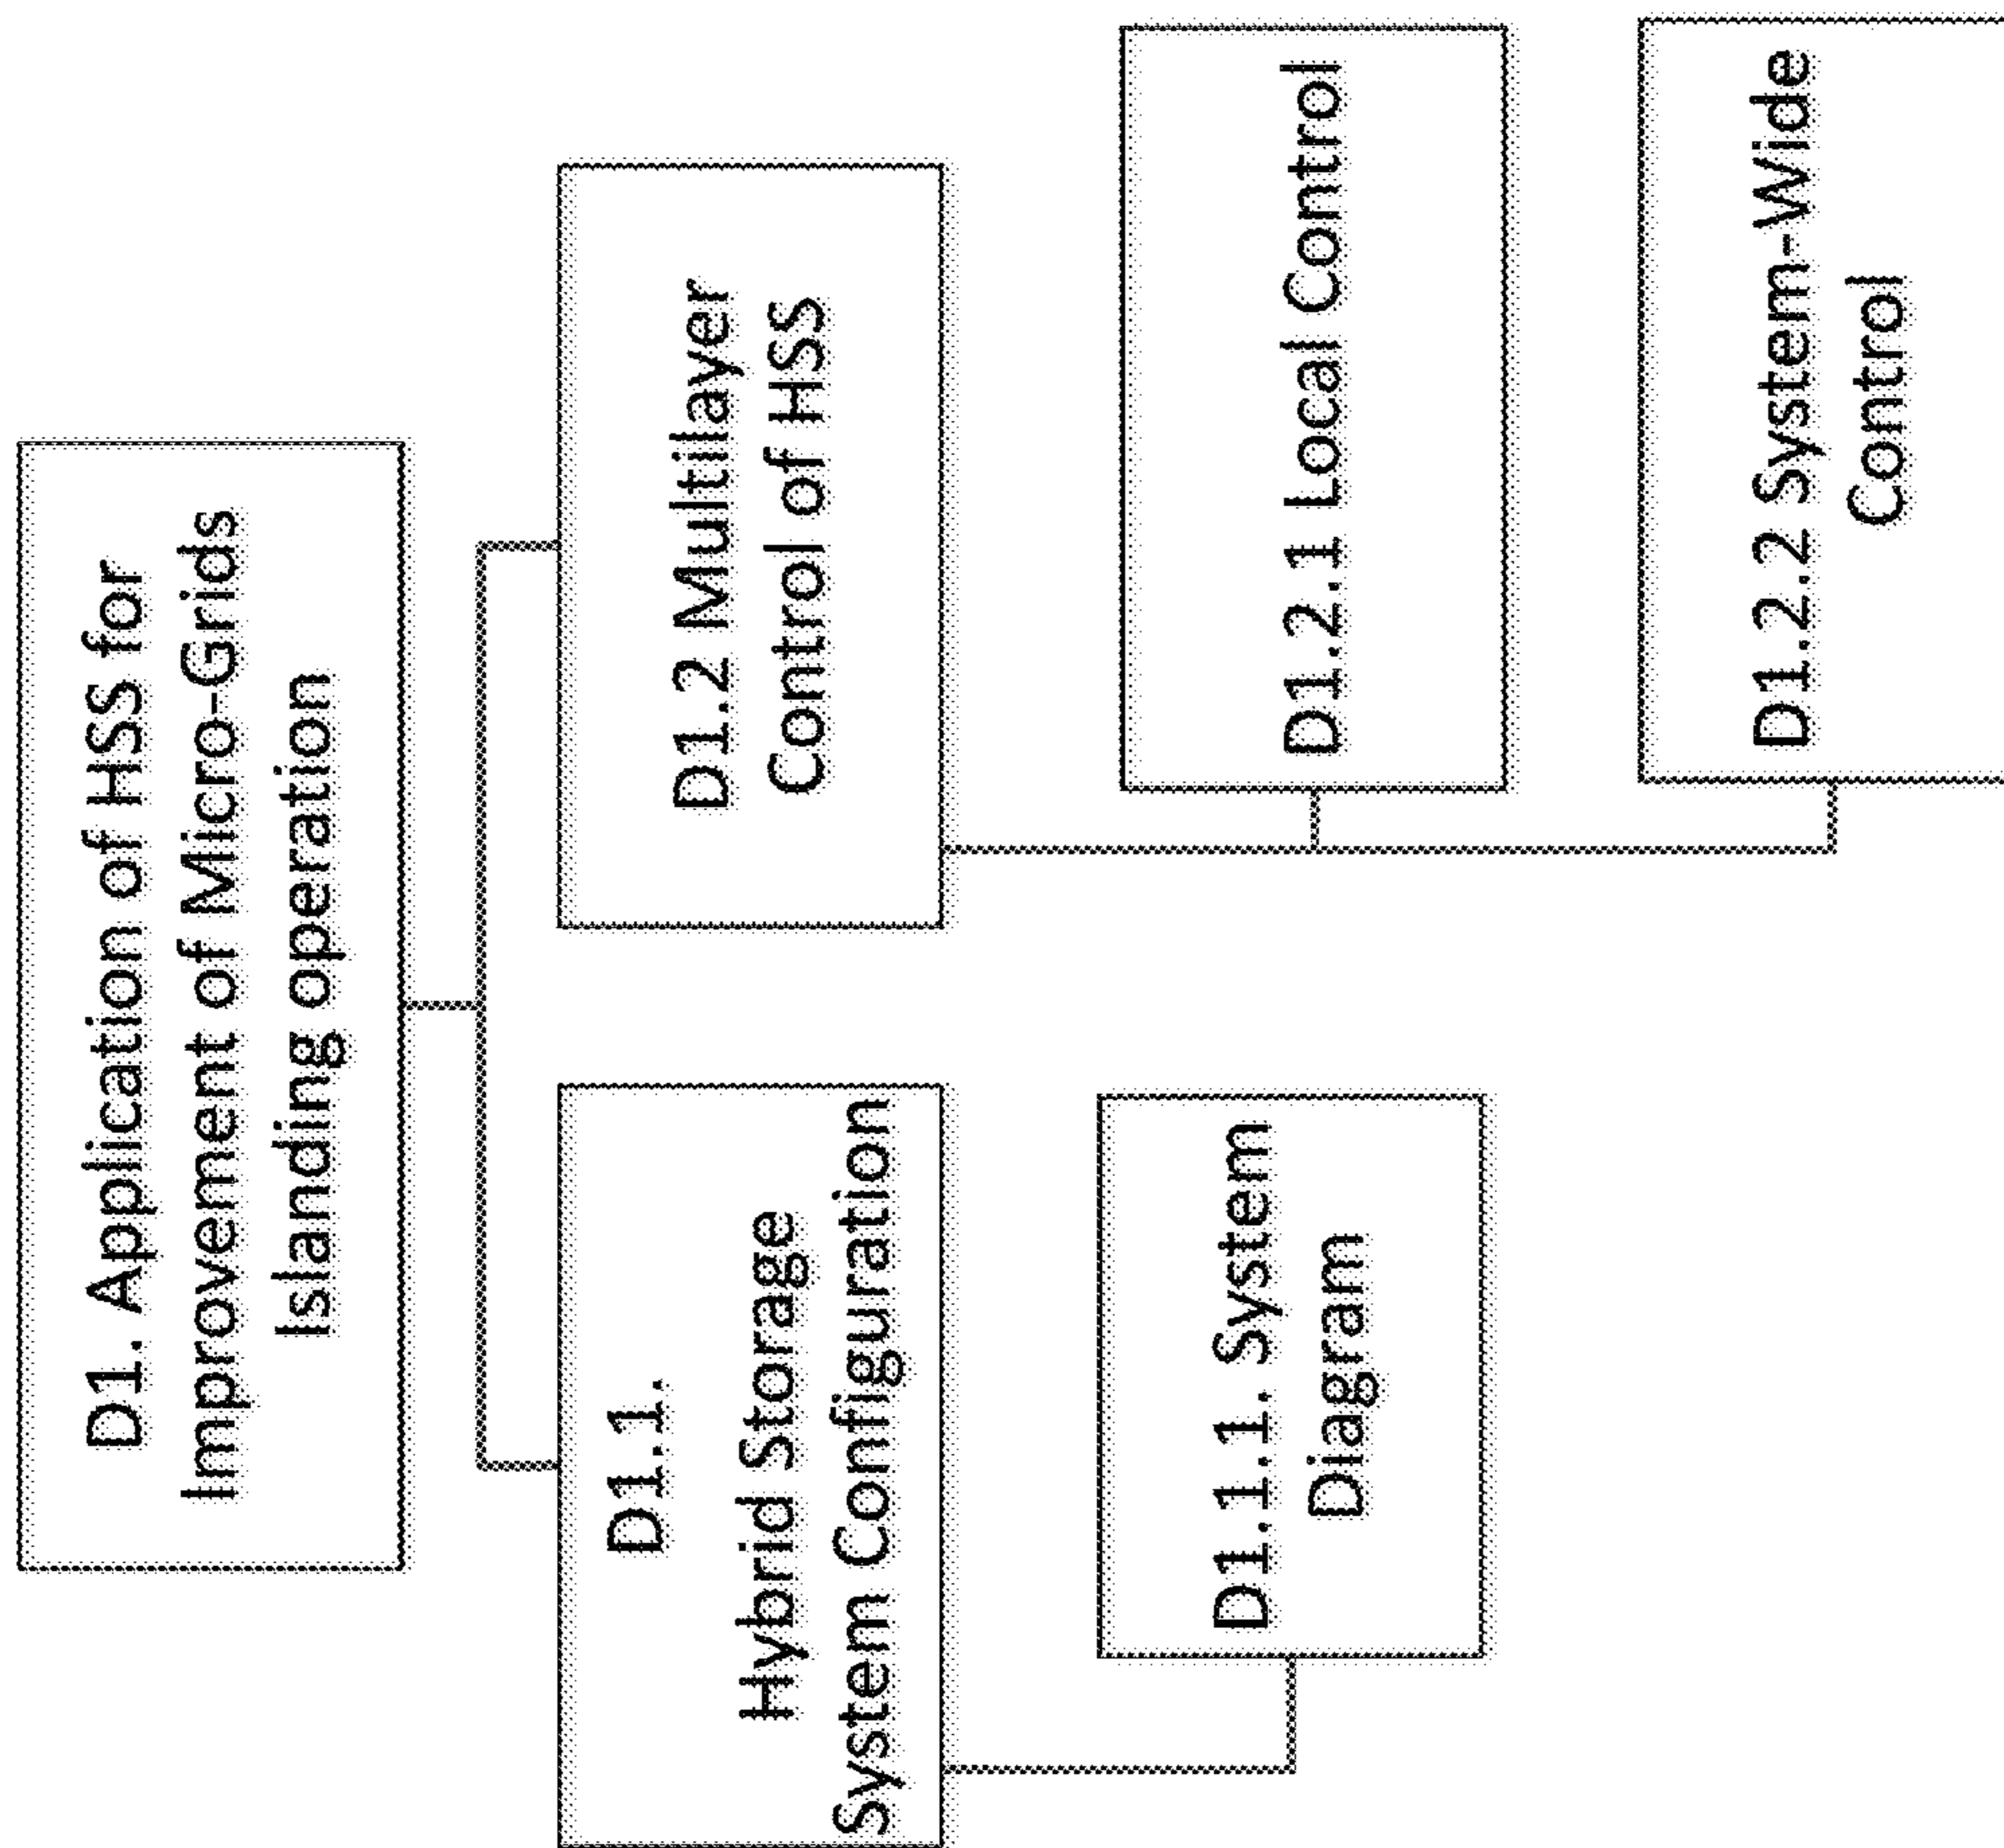 D1. Application of HSS for
Improvement of Micro-Grids
Islanding operation
D1.1.
Hybrid Storage
System Configuration
D1.1.1. System
Diagram
D1.2 Multilayer
Control of HSS
D1.2.1 Local Control
D1.2.2 System-Wide
Control